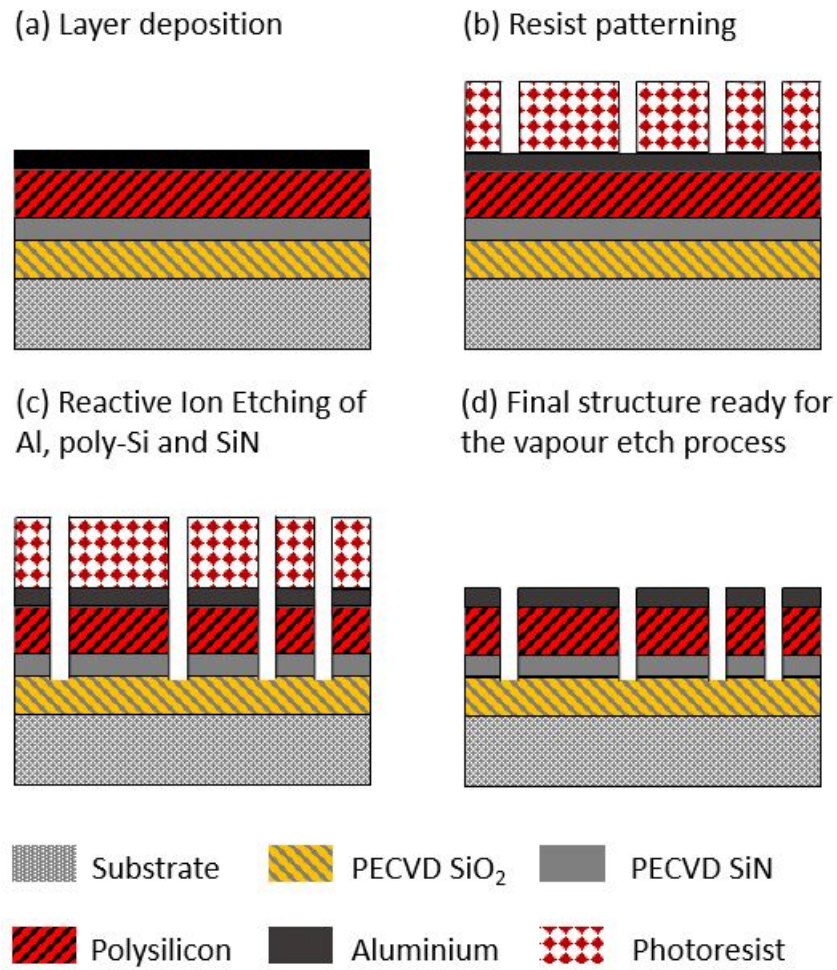 (a) Layer deposition
(b) Resist patterning
(c) Reactive Ion Etching of
Al, poly-Si and SiN
(d) Final structure ready for
the vapour etch process
Substrate
PECVD SiO₂
PECVD SiN
Polysilicon
Aluminium
Photoresist